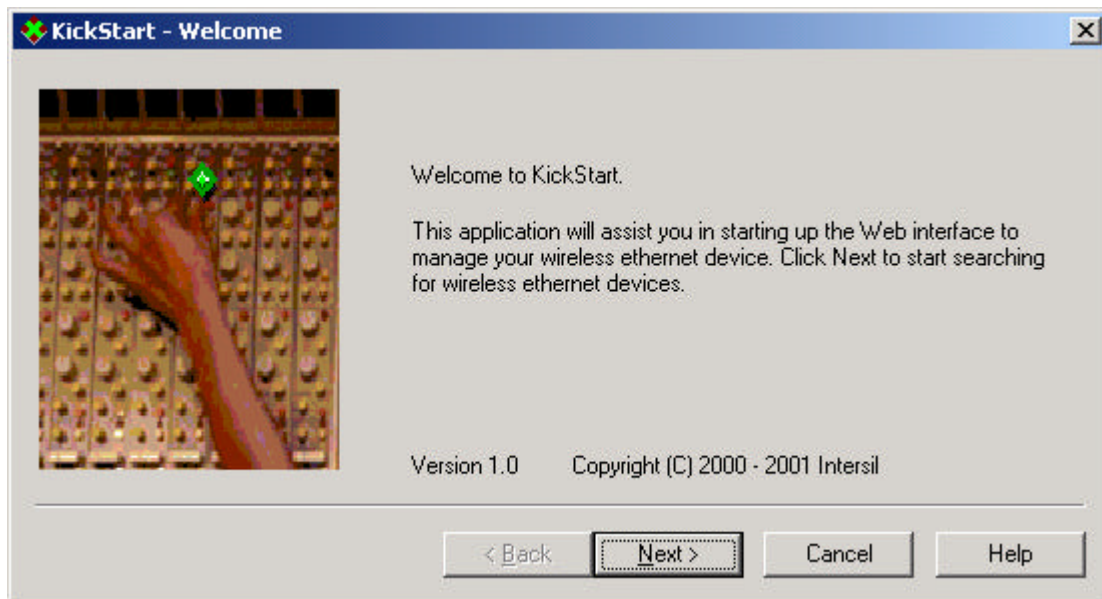 KickStart - Welcome
Welcome to KickStart.
This application will assist you in starting up the Web interface to
manage your wireless ethernet device. Click Next to start searching
for wireless ethernet devices.
Version 1.0 Copyright (C) 2000 - 2001 Intersil
< Back Next > Cancel Help